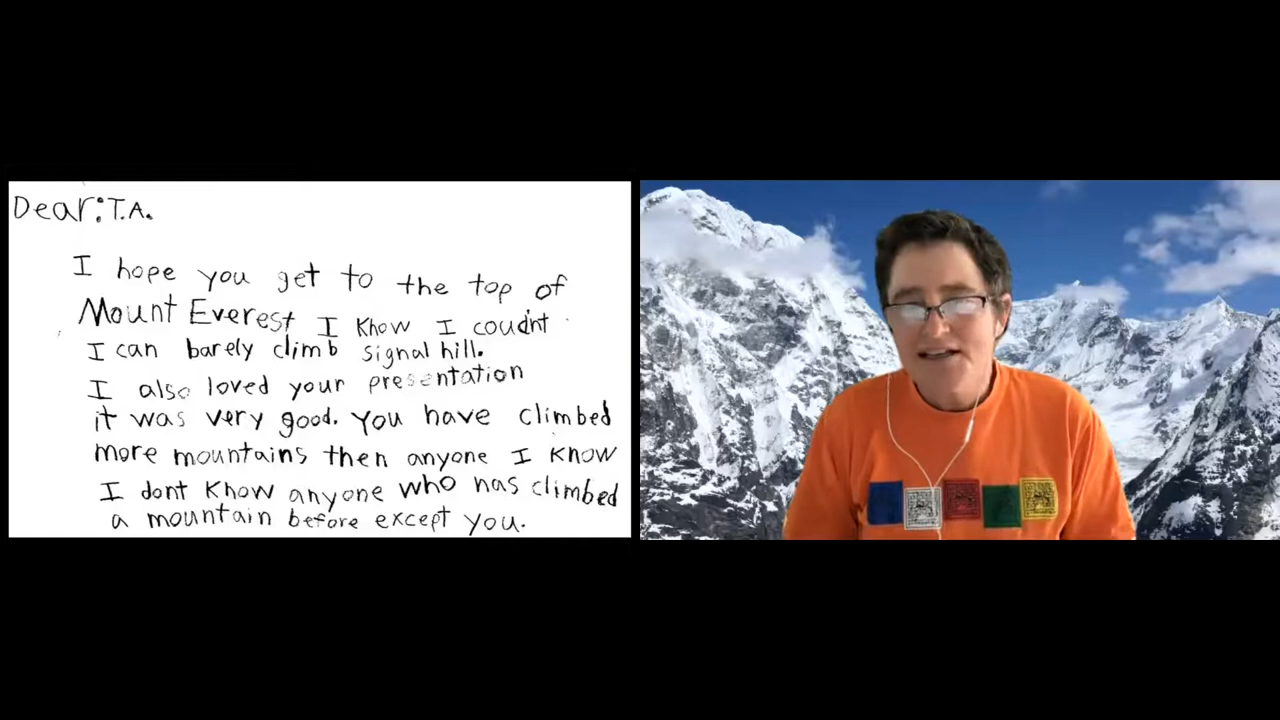 Dear: T.A.
I hope you get to the top of
Mount Everest I know I coudnt
I can barely climb signal hill.
I also loved your presentation
it was very good. you have climbed
more mountains then anyone I know
I dont know anyone who has climbed
a mountain before except you.